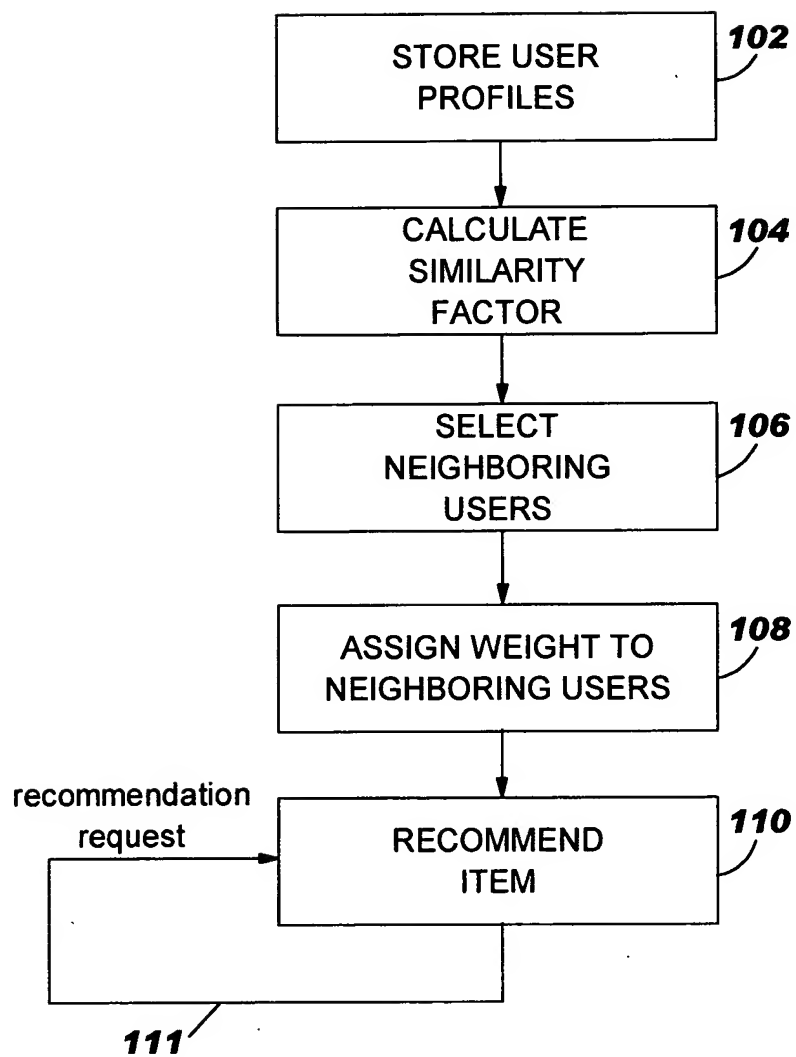 102
STORE USER
PROFILES
104
CALCULATE
SIMILARITY
FACTOR
106
SELECT
NEIGHBORING
USERS
108
ASSIGN WEIGHT TO
NEIGHBORING USERS
recommendation
request
110
RECOMMEND
ITEM
111